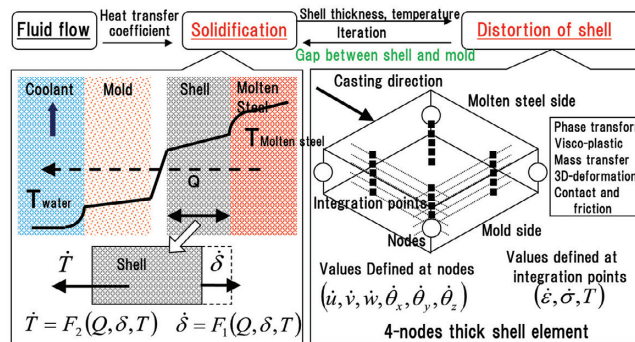 Fluid flow
Heat transfer
coefficient
Solidification
Shell thickness, temperature
Iteration
Gap between shell and mold
Distortion of shell
Coolant
Mold
Shell
Molten
Steel
T Molten steel
Q
T water
Shell
Ṫ
δ̇
Ṫ = F₂(Q, δ, T)
δ̇ = F₁(Q, δ, T)
Casting direction
Molten steel side
Phase transform
Visco-plastic
Mass transfer
3D-deformation
Contact and
friction
Integration points
Nodes
Mold side
Values Defined at nodes
(u̇, v̇, ẇ, θ̇x, θ̇y, θ̇z)
Values defined at
integration points
(ε̇, σ̇, T)
4-nodes thick shell element